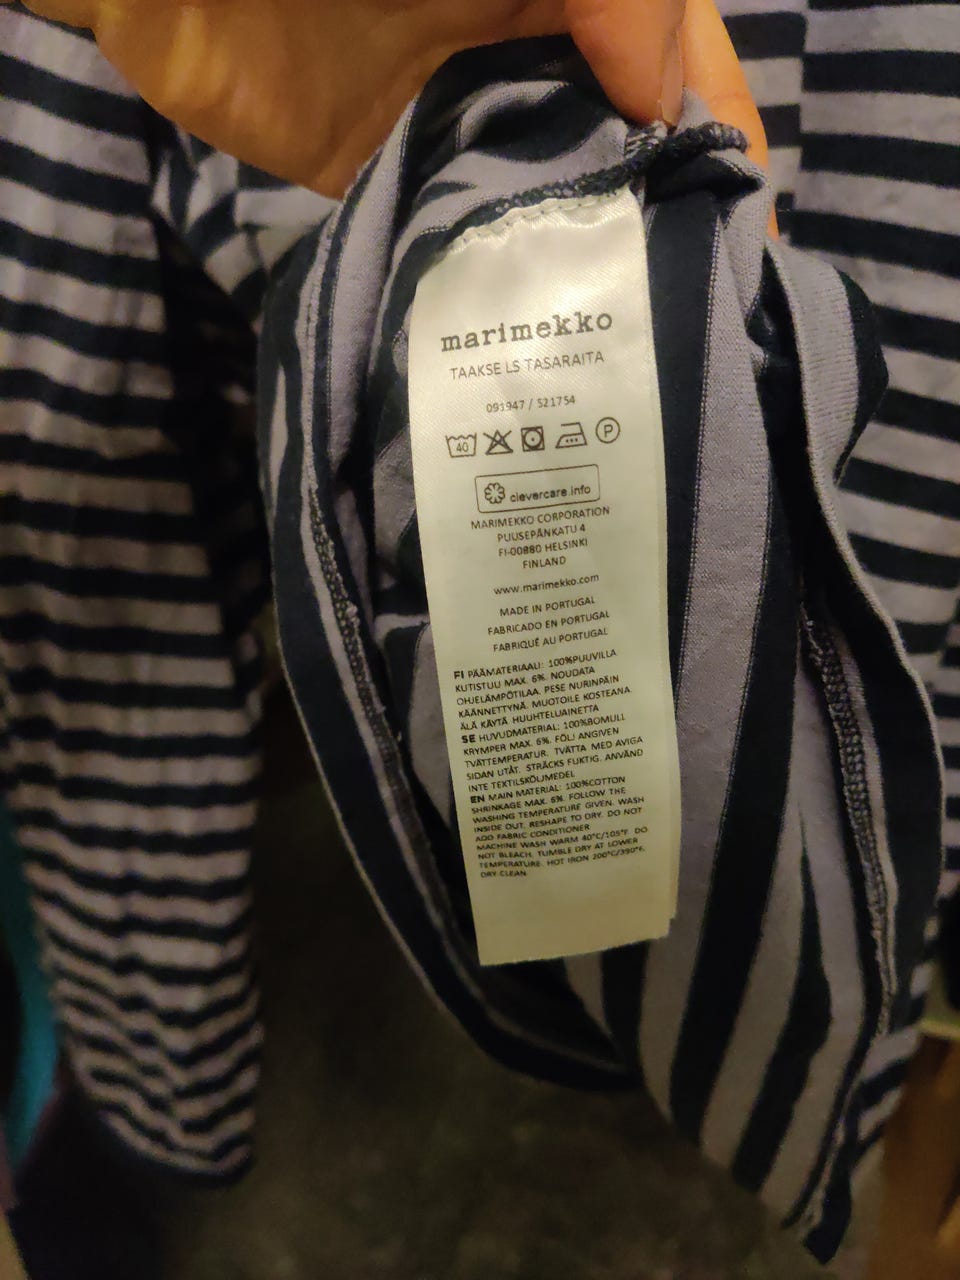 marimekko
TAAKSE LS TASARAITA
091947 / S21754
40 P
clevercare.info
MARIMEKKO CORPORATION
PUUSEPÄNKATU 4
FI-00880 HELSINKI
FINLAND
www.marimekko.com
MADE IN PORTUGAL
FABRICADO EN PORTUGAL
FABRIQUÉ AU PORTUGAL
FI PÄÄMATERIAALI: 100%PUUVILLA
KUTISTUU MAX. 6%. NOUDATA
OHJELÄMPÖTILAA. PESE NURINPÄIN
KÄÄNNETTYNÄ. MUOTOILE KOSTEANA.
ÄLÄ KÄYTÄ HUUHTELUAINETTA
SE HUVUDMATERIAL: 100%BOMULL
KRYMPER MAX. 6%. FÖLJ ANGIVEN
TVÄTTEMPERATUR. TVÄTTA MED AVIGA
SIDAN UTÅT. STRÄCKS FUKTIG. ANVÄND
INTE TEXTILSKÖLJMEDEL
EN MAIN MATERIAL: 100%COTTON
SHRINKAGE MAX. 6%. FOLLOW THE
WASHING TEMPERATURE GIVEN. WASH
INSIDE OUT. RESHAPE TO DRY. DO NOT
ADD FABRIC CONDITIONER
MACHINE WASH WARM 40°C/105°F. DO
NOT BLEACH. TUMBLE DRY AT LOWER
TEMPERATURE. HOT IRON 200°C/390°F.
DRY CLEAN